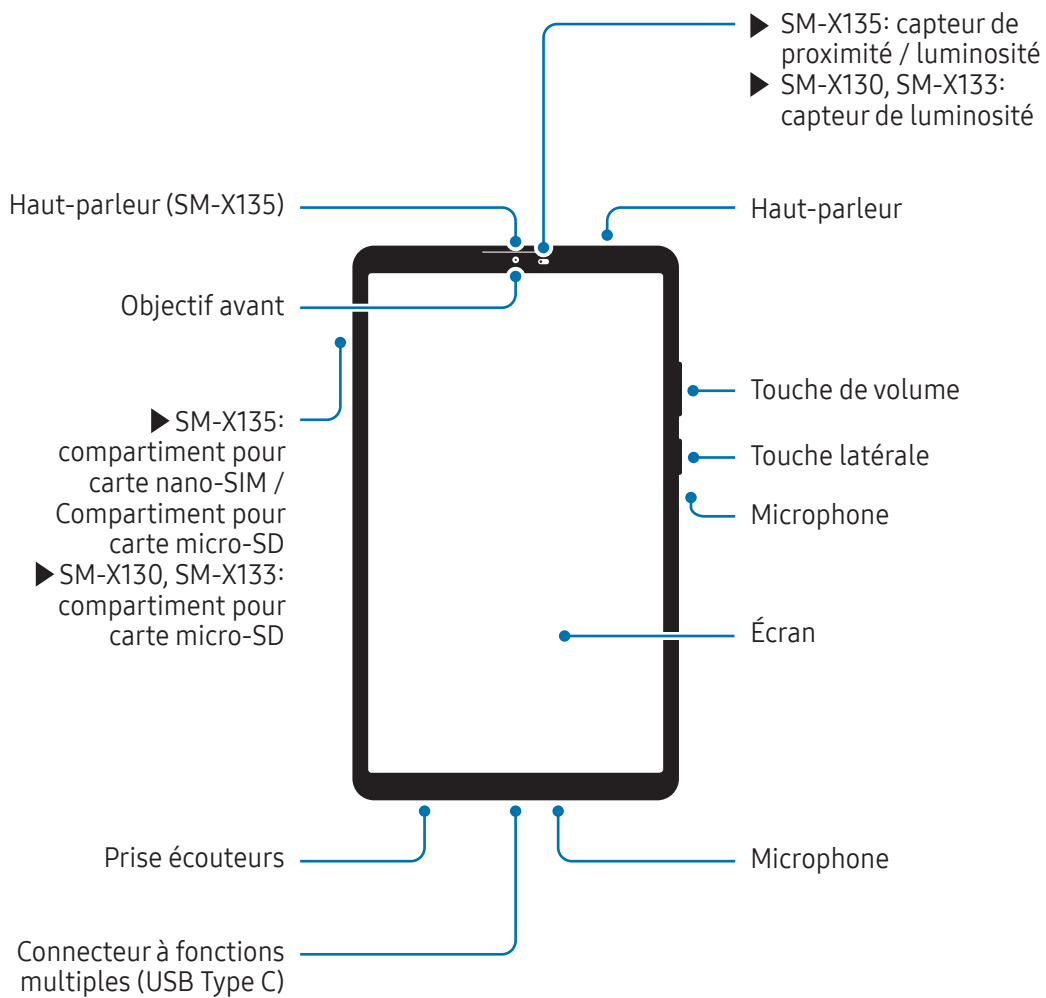 ▶ SM-X135: capteur de
proximité / luminosité
▶ SM-X130, SM-X133:
capteur de luminosité
Haut-parleur (SM-X135)
Haut-parleur
Objectif avant
▶ SM-X135:
compartiment pour
carte nano-SIM /
Compartiment pour
carte micro-SD
▶ SM-X130, SM-X133:
compartiment pour
carte micro-SD
Touche de volume
Touche latérale
Microphone
Écran
Prise écouteurs
Microphone
Connecteur à fonctions
multiples (USB Type C)